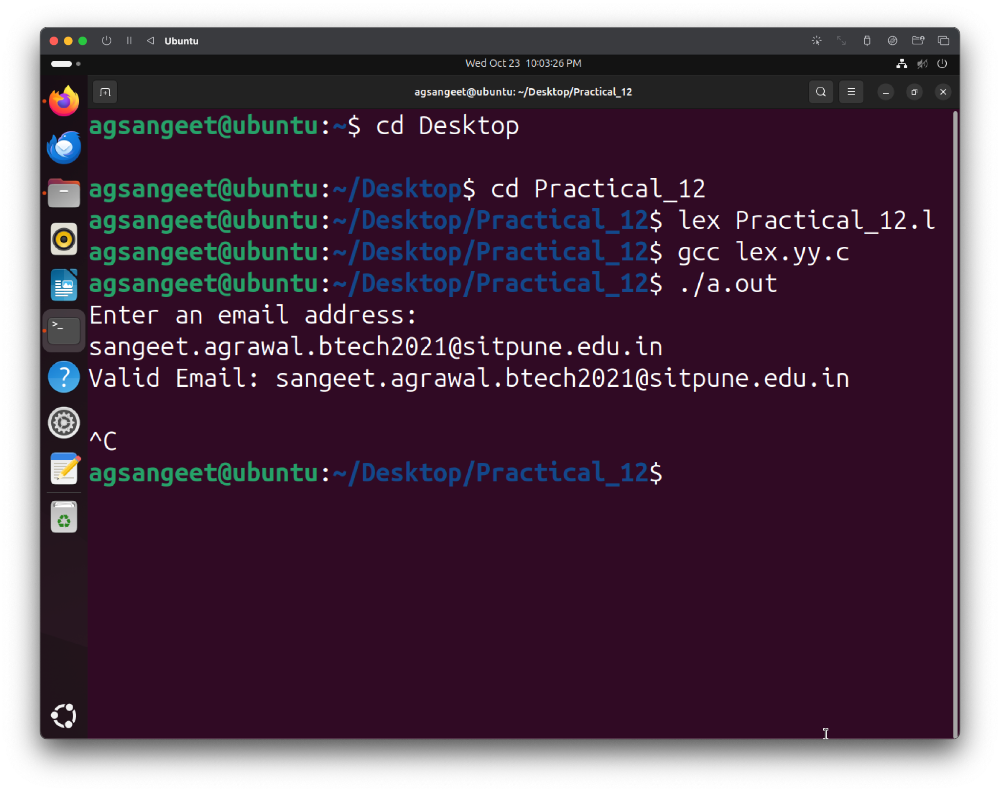 Ubuntu
Wed Oct 23 10:03:26 PM
agsangeet@ubuntu: ~/Desktop/Practical_12
agsangeet@ubuntu:~$ cd Desktop
agsangeet@ubuntu:~/Desktop$ cd Practical_12
agsangeet@ubuntu:~/Desktop/Practical_12$ lex Practical_12.l
agsangeet@ubuntu:~/Desktop/Practical_12$ gcc lex.yy.c
agsangeet@ubuntu:~/Desktop/Practical_12$ ./a.out
Enter an email address:
sangeet.agrawal.btech2021@sitpune.edu.in
Valid Email: sangeet.agrawal.btech2021@sitpune.edu.in
^C
agsangeet@ubuntu:~/Desktop/Practical_12$